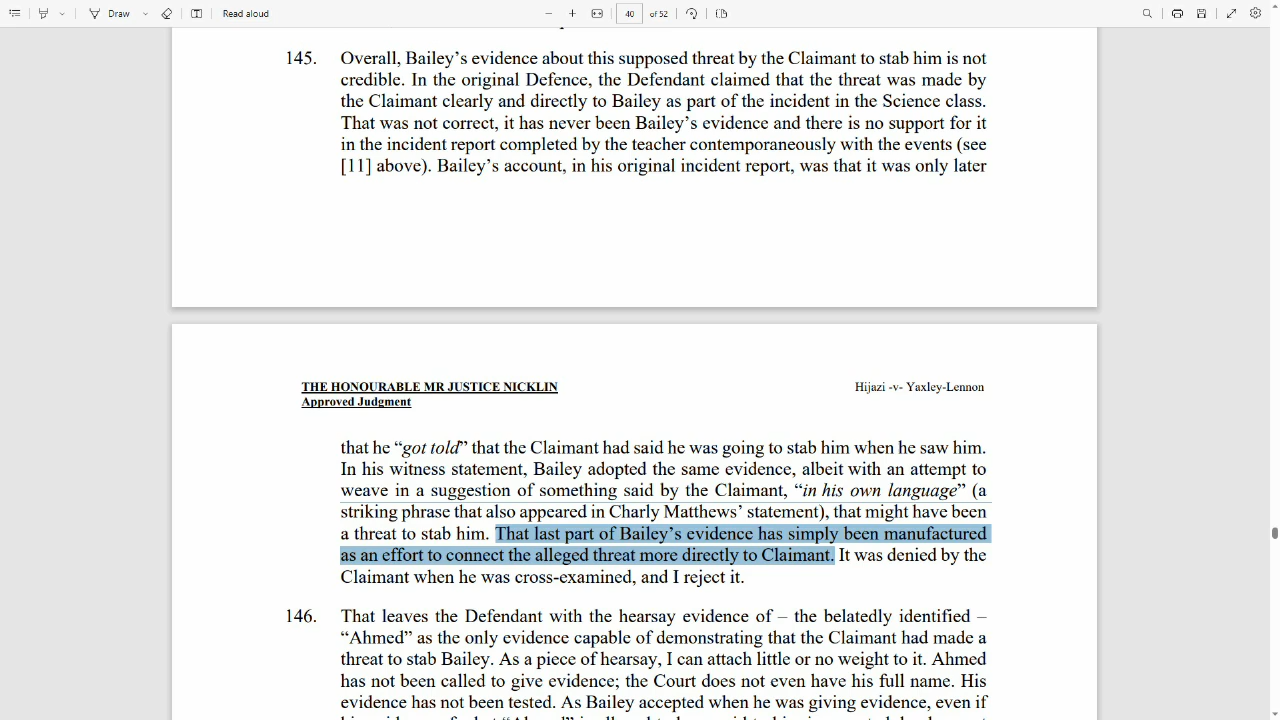 Draw
Read aloud
40
of 52
145. Overall, Bailey’s evidence about this supposed threat by the Claimant to stab him is not
credible. In the original Defence, the Defendant claimed that the threat was made by
the Claimant clearly and directly to Bailey as part of the incident in the Science class.
That was not correct, it has never been Bailey’s evidence and there is no support for it
in the incident report completed by the teacher contemporaneously with the events (see
[11] above). Bailey’s account, in his original incident report, was that it was only later
THE HONOURABLE MR JUSTICE NICKLIN
Approved Judgment
Hijazi -v- Yaxley-Lennon
that he “got told” that the Claimant had said he was going to stab him when he saw him.
In his witness statement, Bailey adopted the same evidence, albeit with an attempt to
weave in a suggestion of something said by the Claimant, “in his own language” (a
striking phrase that also appeared in Charly Matthews’ statement), that might have been
a threat to stab him. That last part of Bailey’s evidence has simply been manufactured
as an effort to connect the alleged threat more directly to Claimant. It was denied by the
Claimant when he was cross-examined, and I reject it.
146. That leaves the Defendant with the hearsay evidence of – the belatedly identified –
“Ahmed” as the only evidence capable of demonstrating that the Claimant had made a
threat to stab Bailey. As a piece of hearsay, I can attach little or no weight to it. Ahmed
has not been called to give evidence; the Court does not even have his full name. His
evidence has not been tested. As Bailey accepted when he was giving evidence, even if